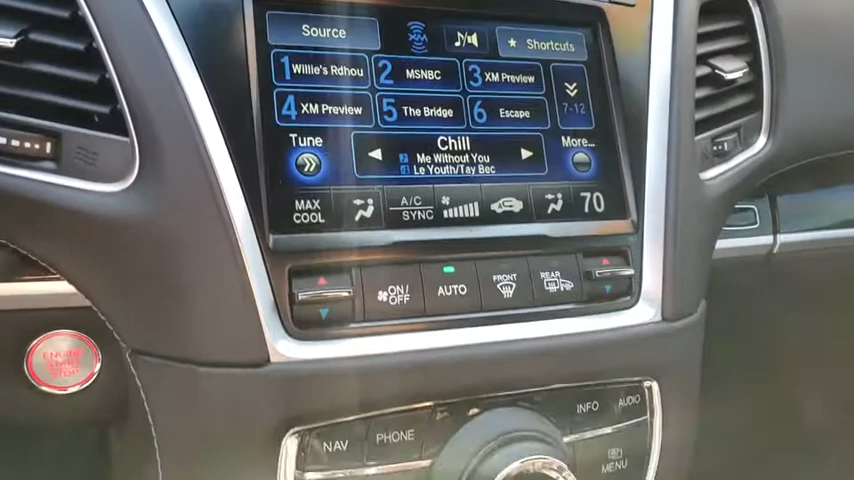 Source
Shortcuts
1 Willie's Rdhou
2 MSNBC
3 XM Preview
7-12
4 XM Preview
5 The Bridge
6 Escape
Tune
Chill
More...
Me Without You
Le Youth/Tay Bec
MAX COOL
A/C
SYNC
70
ON/OFF
AUTO
FRONT
REAR
ENGINE START STOP
NAV
PHONE
INFO
AUDIO
MENU